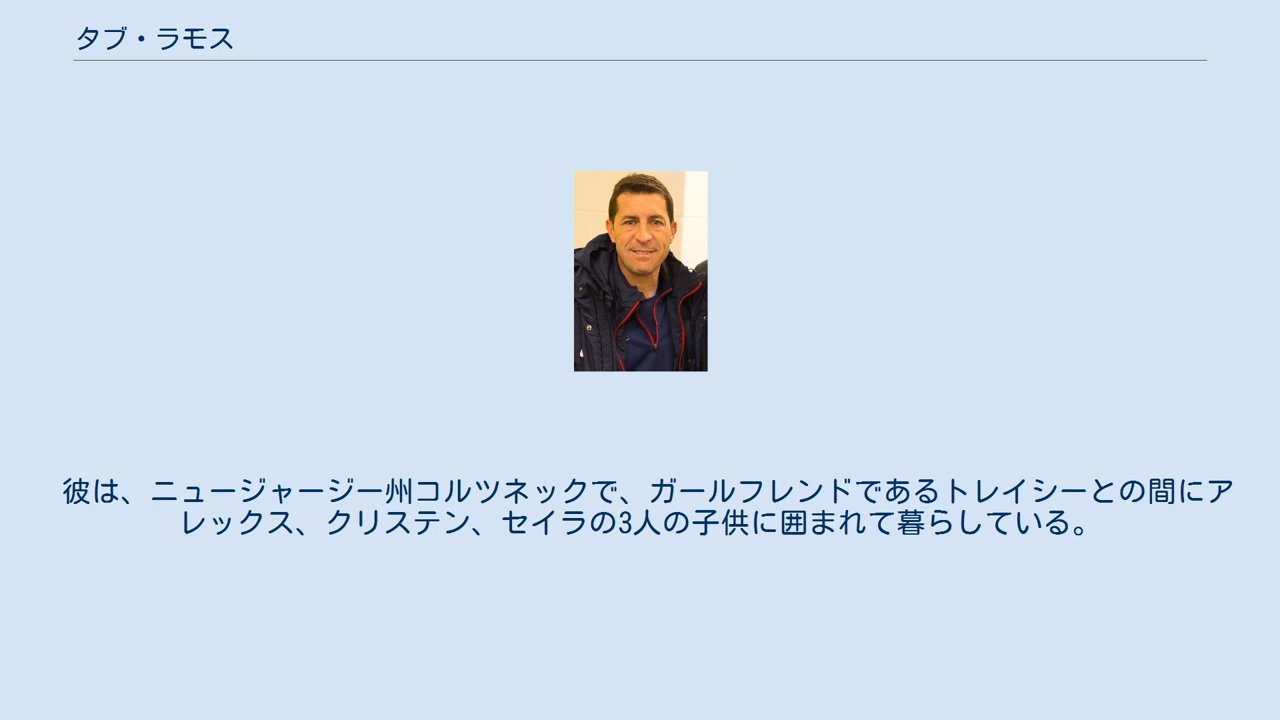 タブ・ラモス
彼は、ニュージャージー州コルツネックで、ガールフレンドであるトレイシーとの間にア
レックス、クリステン、セイラの3人の子供に囲まれて暮らしている。